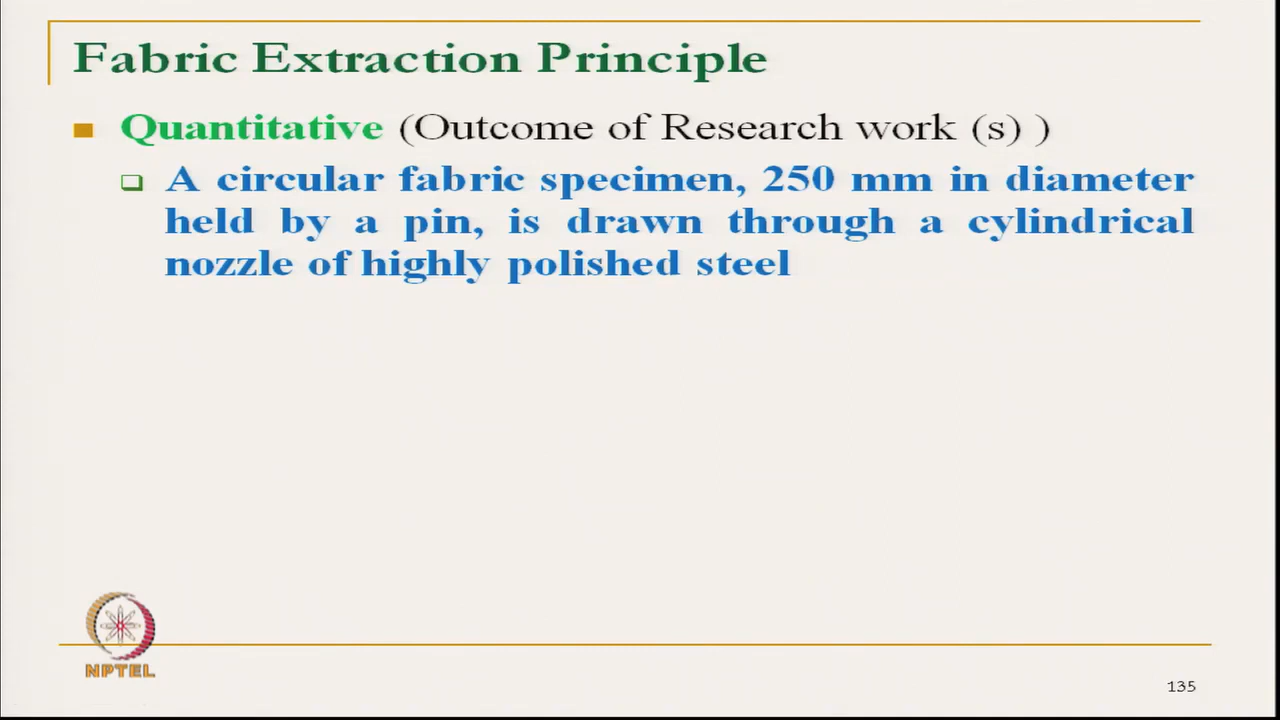 Fabric Extraction Principle
Quantitative (Outcome of Research work (s) )
A circular fabric specimen, 250 mm in diameter
held by a pin, is drawn through a cylindrical
nozzle of highly polished steel
NPTEL
135